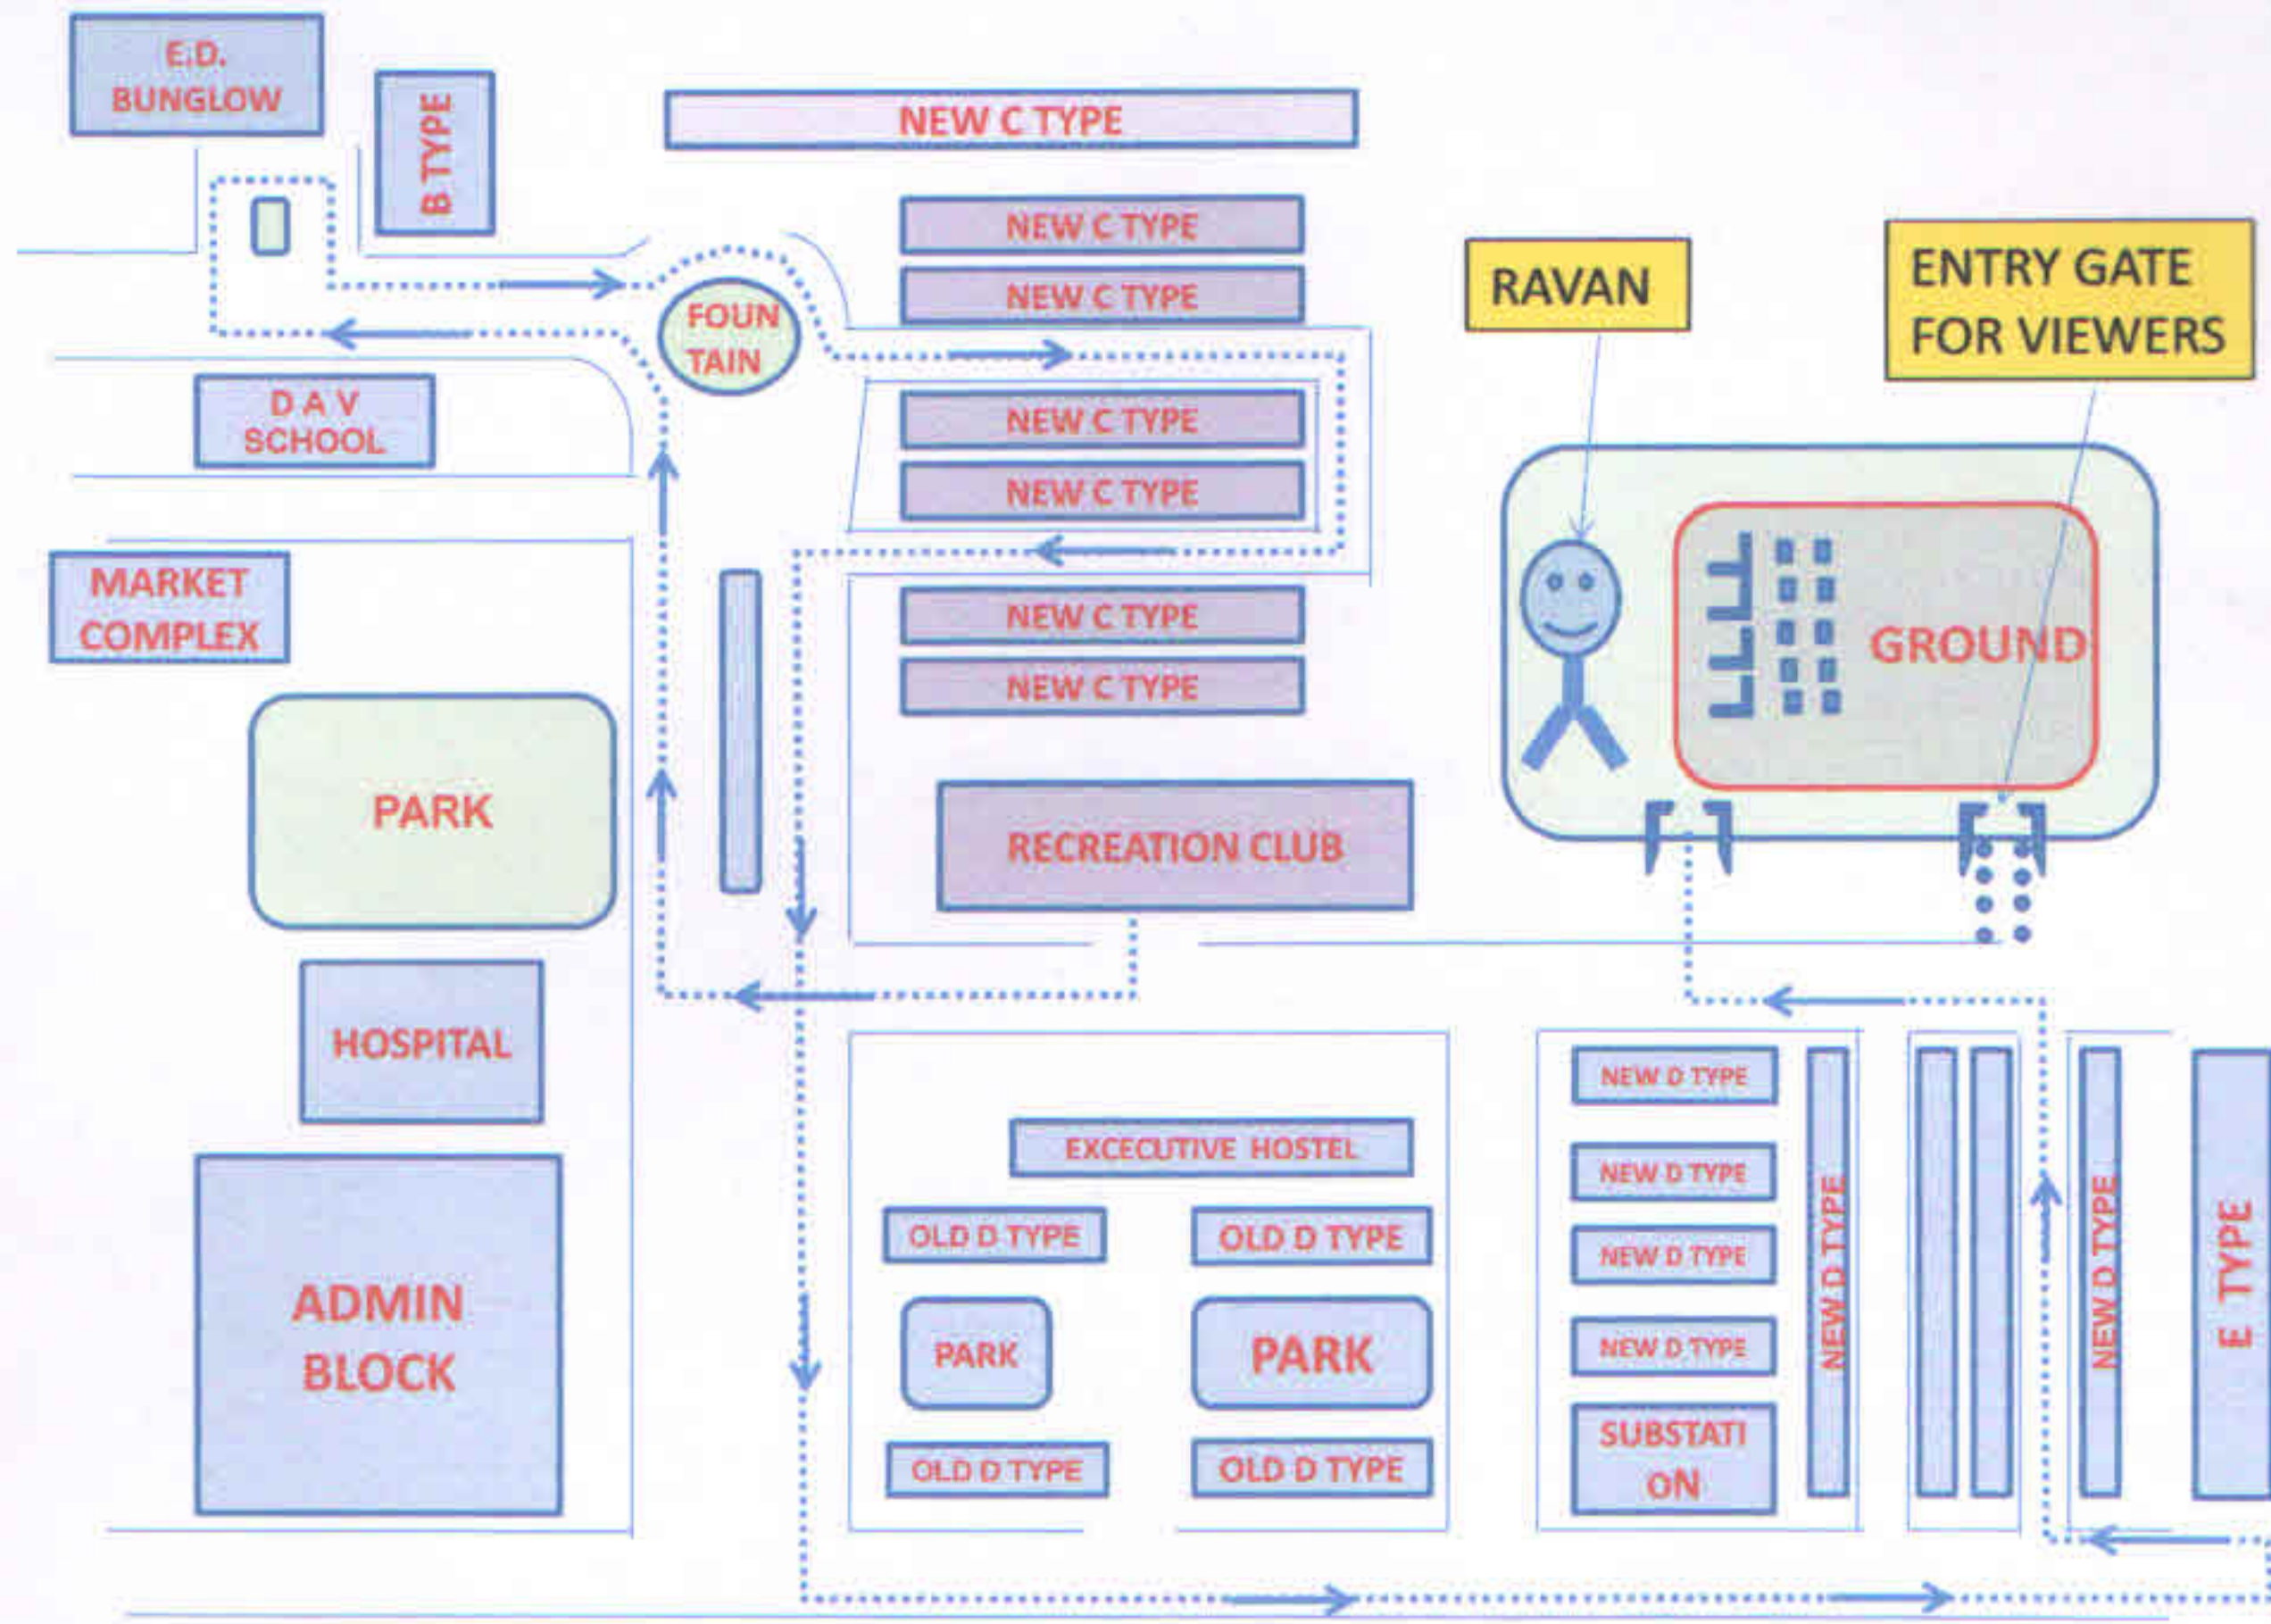 E.D.
BUNGLOW
B TYPE
NEW C TYPE
NEW C TYPE
NEW C TYPE
RAVAN
ENTRY GATE
FOR VIEWERS
FOUN
TAIN
D A V
SCHOOL
NEW C TYPE
NEW C TYPE
MARKET
COMPLEX
NEW C TYPE
NEW C TYPE
GROUND
PARK
RECREATION CLUB
HOSPITAL
ADMIN
BLOCK
EXCECUTIVE HOSTEL
OLD D TYPE
OLD D TYPE
PARK
PARK
OLD D TYPE
OLD D TYPE
NEW D TYPE
NEW D TYPE
NEW D TYPE
NEW D TYPE
SUBSTATI
ON
NEW D TYPE
NEW D TYPE
E TYPE